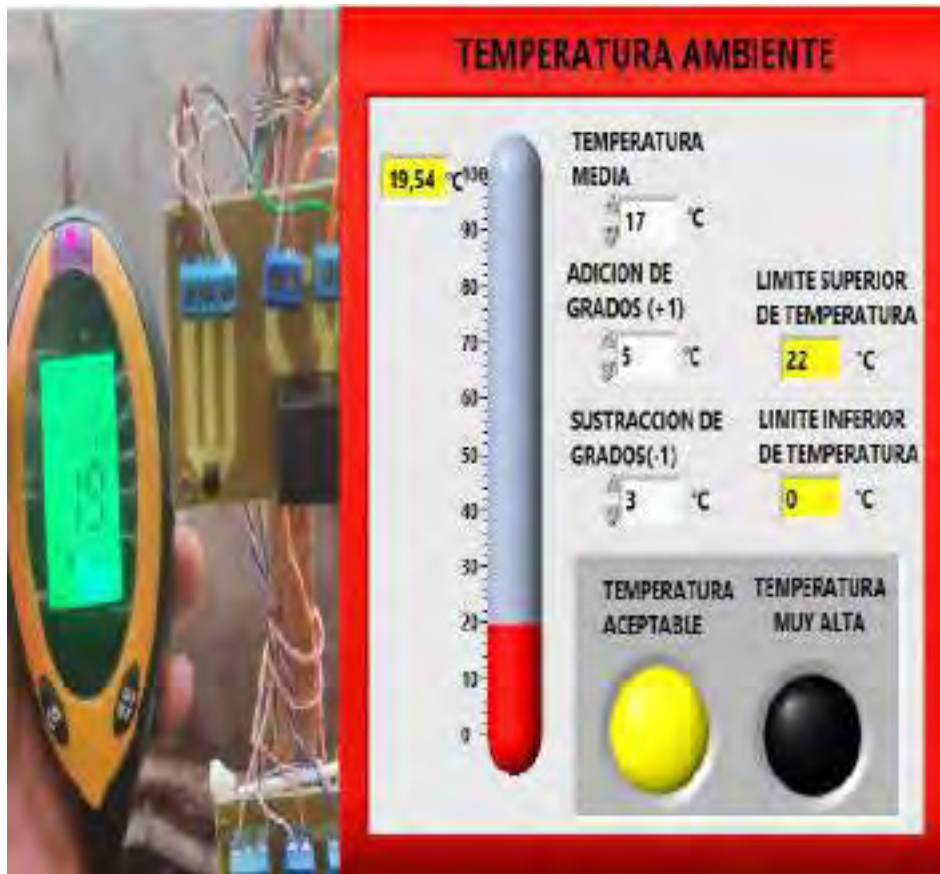 TEMPERATURA AMBIENTE
19,54 °C
100
90
80
70
60
50
40
30
20
10
0
TEMPERATURA
MEDIA
17 °C
ADICION DE
GRADOS (+1)
5 °C
SUSTRACCION DE
GRADOS(-1)
3 °C
LIMITE SUPERIOR
DE TEMPERATURA
22 °C
LIMITE INFERIOR
DE TEMPERATURA
0 °C
TEMPERATURA
ACEPTABLE
TEMPERATURA
MUY ALTA